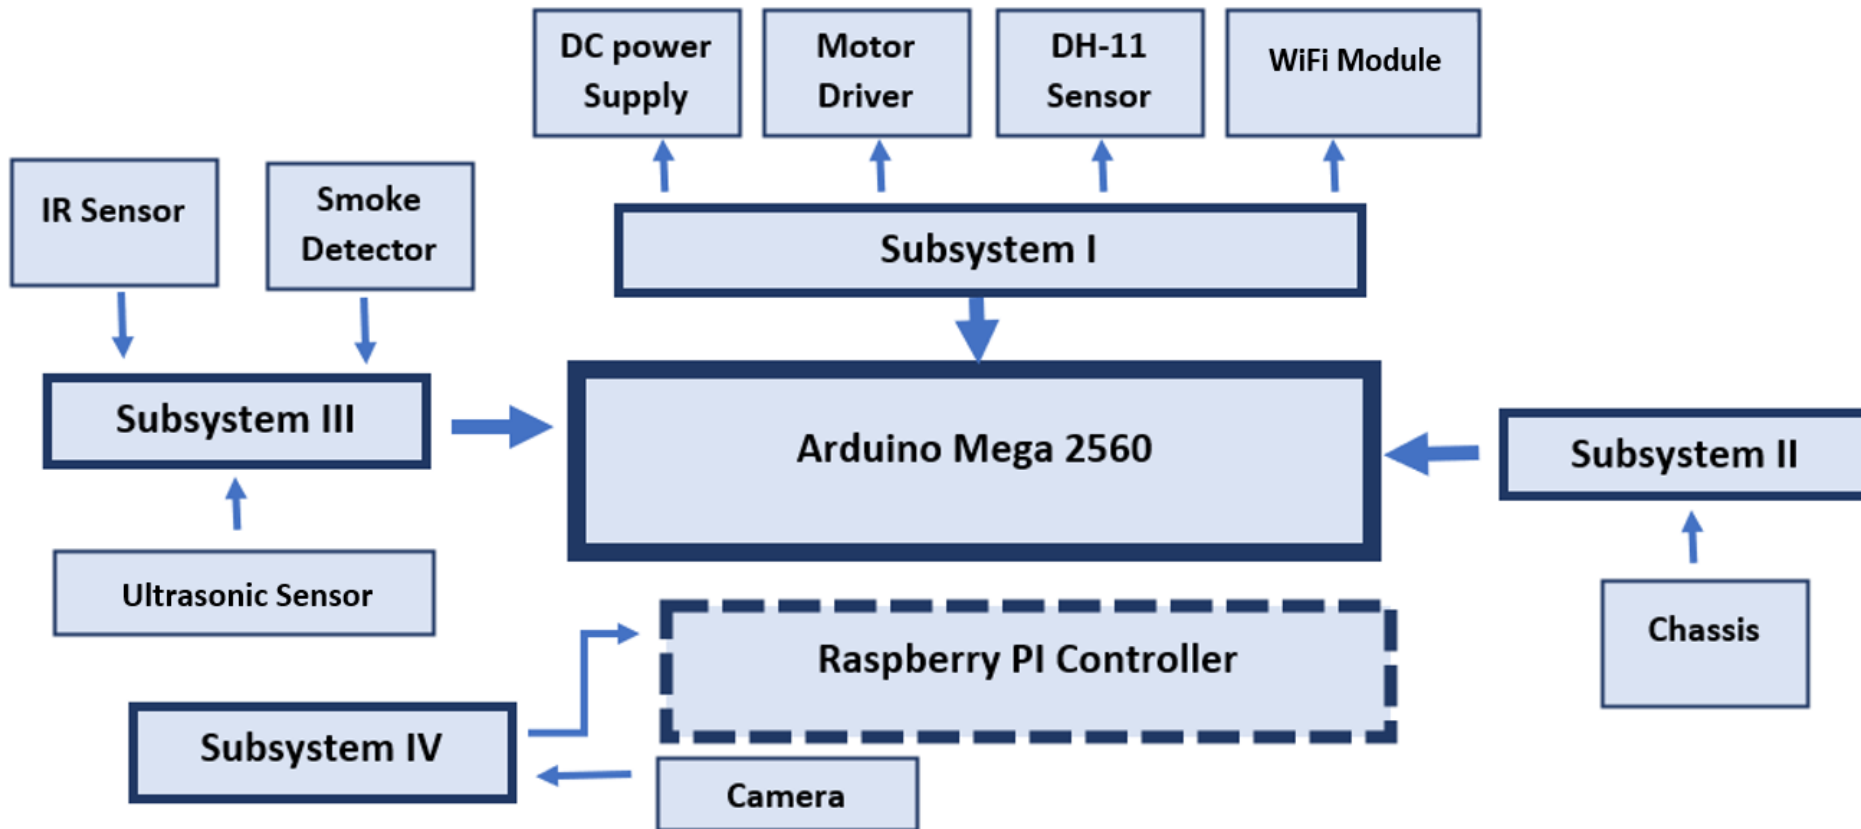 DC power
Supply
Motor
Driver
DH-11
Sensor
WiFi Module
IR Sensor
Smoke
Detector
Subsystem I
Subsystem III
Arduino Mega 2560
Subsystem II
Ultrasonic Sensor
Chassis
Raspberry PI Controller
Subsystem IV
Camera